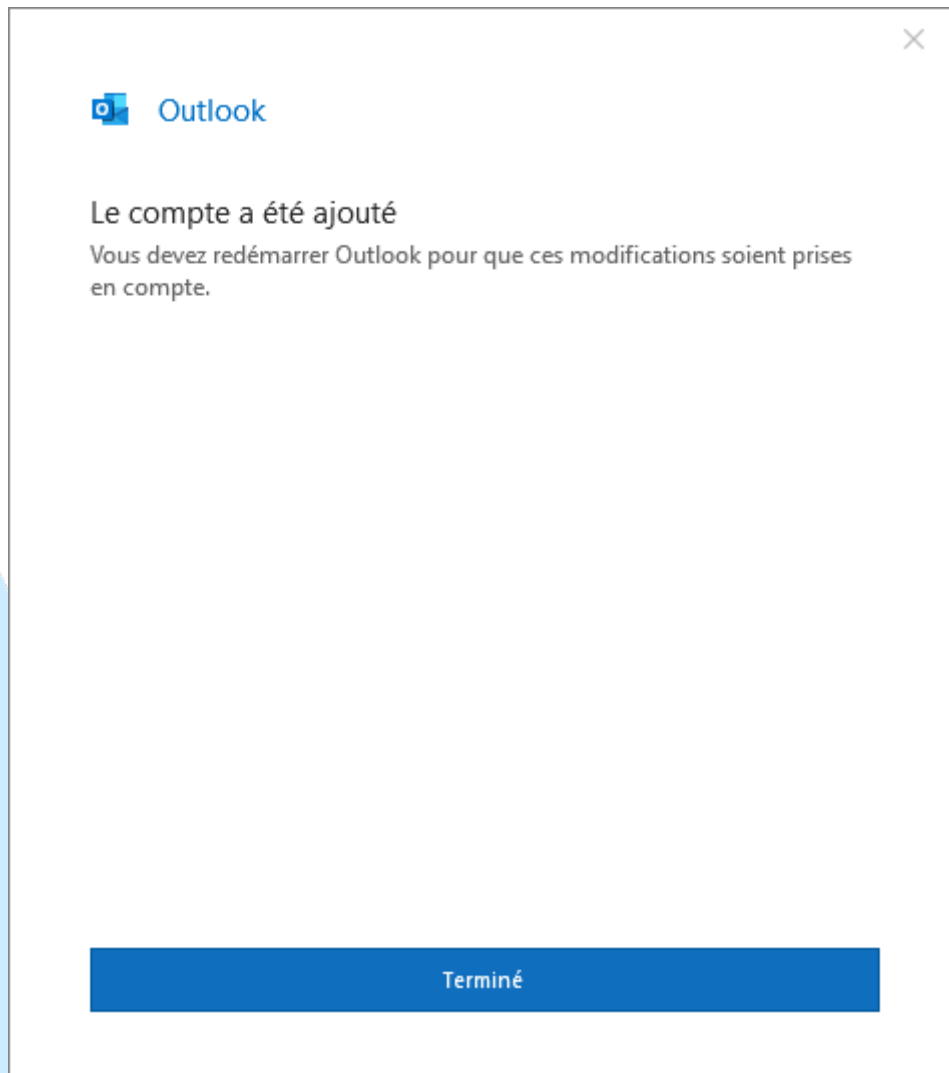 Outlook
Le compte a été ajouté
Vous devez redémarrer Outlook pour que ces modifications soient prises
en compte.
Terminé